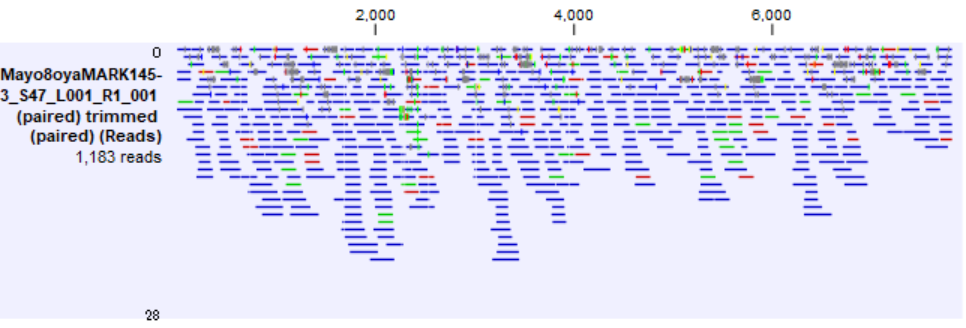 2,000 4,000 6,000
0
Mayo8oyaMARK145-
3_S47_L001_R1_001
(paired) trimmed
(paired) (Reads)
1,183 reads
28